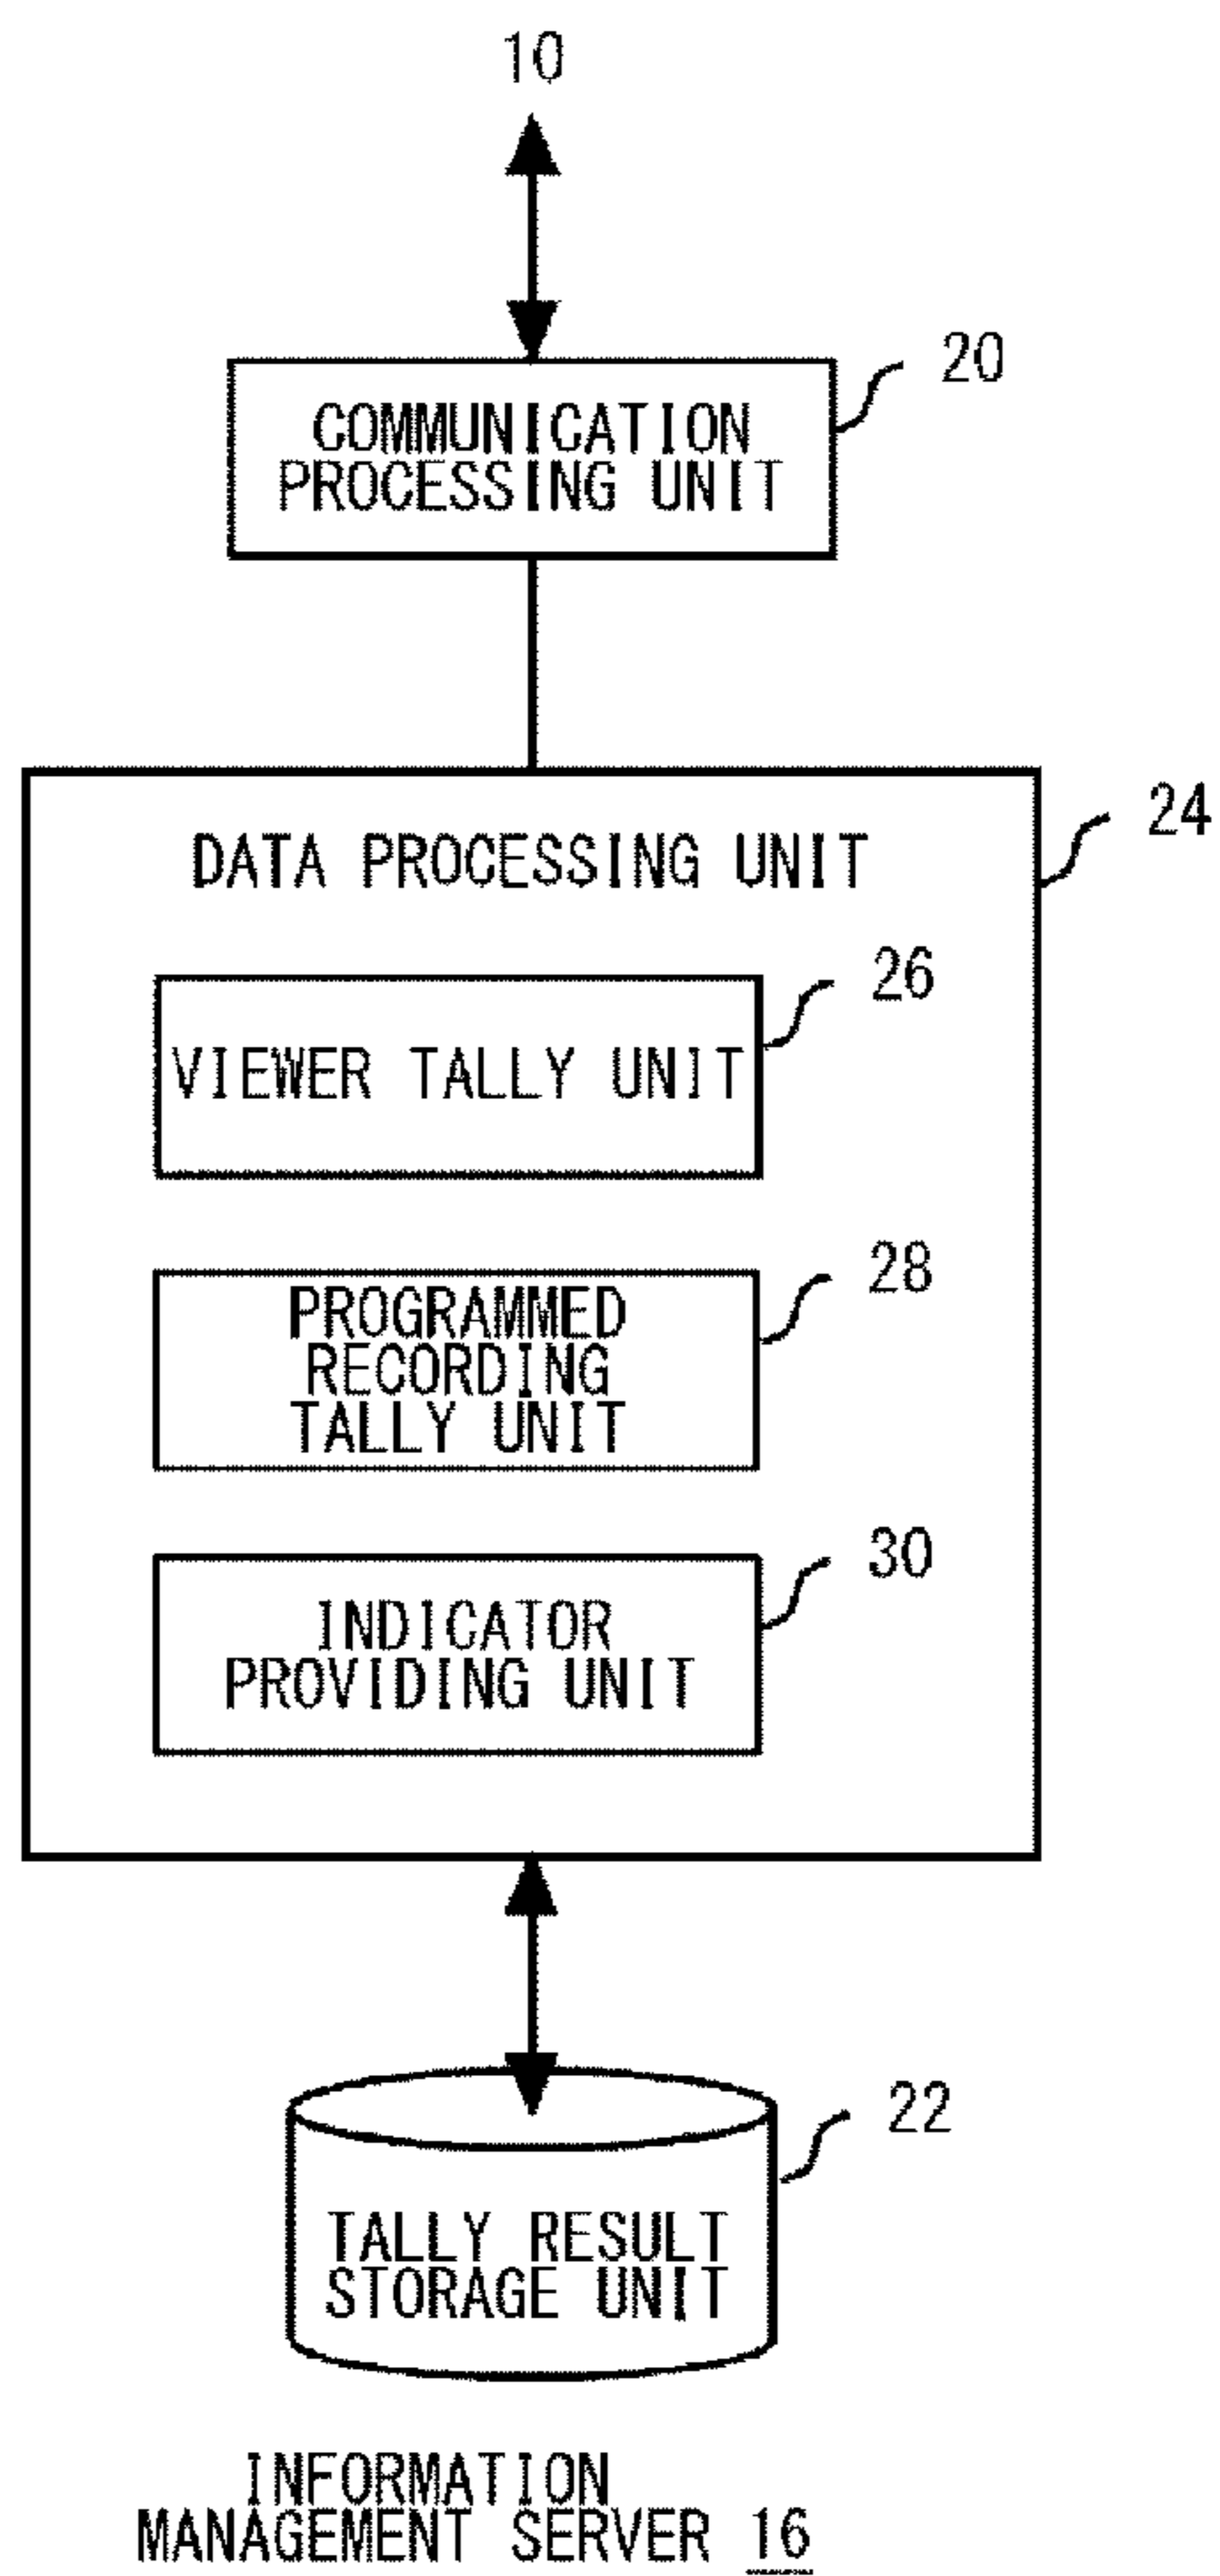 10
20
COMMUNICATION
PROCESSING UNIT
24
DATA PROCESSING UNIT
26
VIEWER TALLY UNIT
28
PROGRAMMED
RECORDING
TALLY UNIT
30
INDICATOR
PROVIDING UNIT
22
TALLY RESULT
STORAGE UNIT
INFORMATION
MANAGEMENT SERVER 16